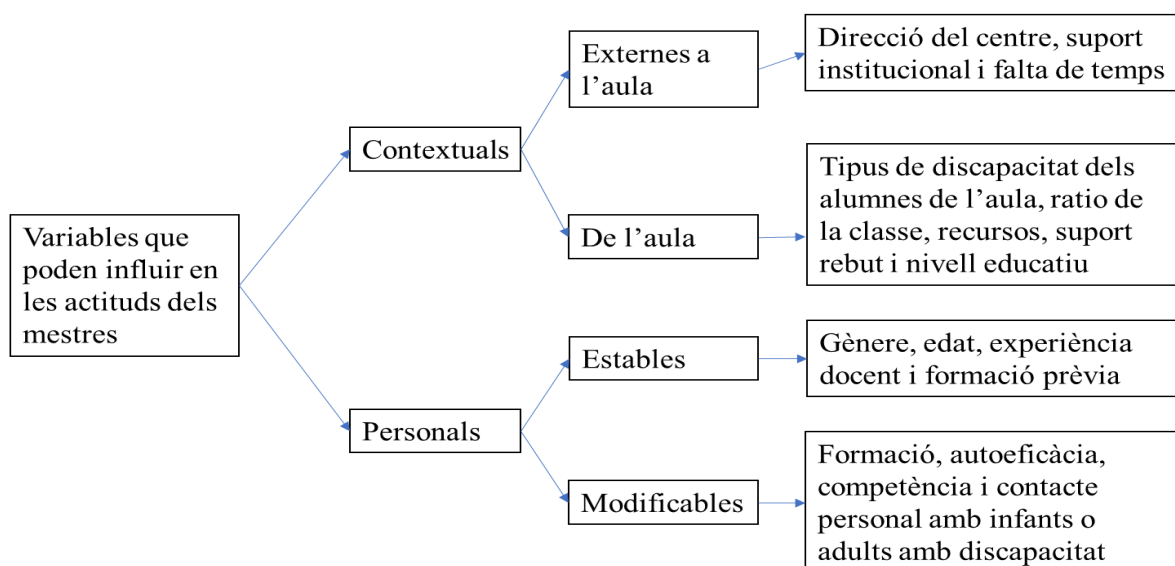 Variables que
poden influir en
les actituds dels
mestres
Contextuals
Externes a
l’aula
Direcció del centre, suport
institucional i falta de temps
De l’aula
Tipus de discapacitat dels
alumnes de l’aula, ratio de
la classe, recursos, suport
rebut i nivell educatiu
Personals
Estables
Gènere, edat, experiència
docent i formació prèvia
Modificables
Formació, autoeficàcia,
competència i contacte
personal amb infants o
adults amb discapacitat